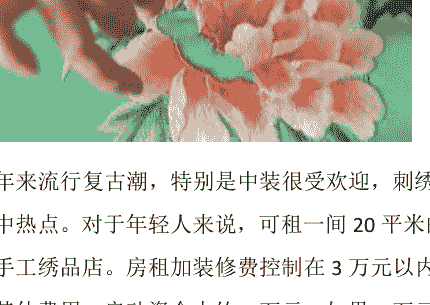 年来流行复古潮，特别是中装很受欢迎，刺绣
中热点。对于年轻人来说，可租一间 20 平米
手工绣品店。房租加装修费控制在 3 万元以内